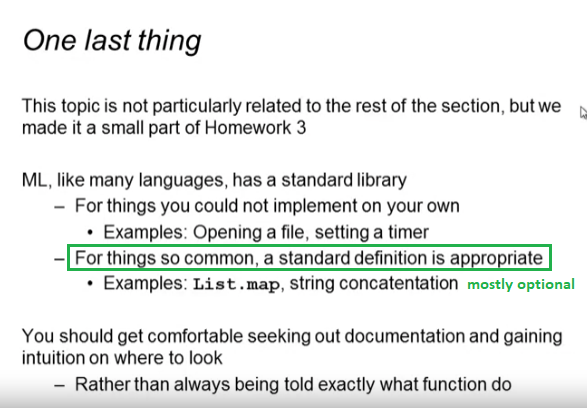 One last thing
This topic is not particularly related to the rest of the section, but we
made it a small part of Homework 3
ML, like many languages, has a standard library
– For things you could not implement on your own
• Examples: Opening a file, setting a timer
– For things so common, a standard definition is appropriate
• Examples: List.map, string concatentation mostly optional
You should get comfortable seeking out documentation and gaining
intuition on where to look
– Rather than always being told exactly what function do